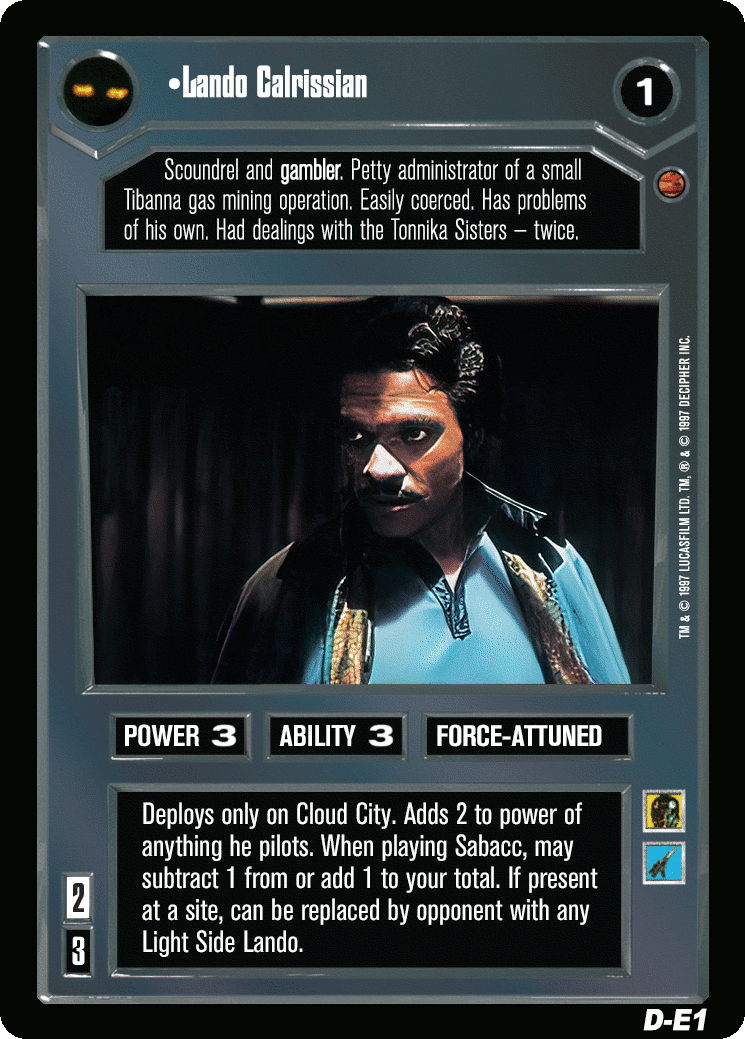 •Lando Calrissian
1
Scoundrel and gambler. Petty administrator of a small
Tibanna gas mining operation. Easily coerced. Has problems
of his own. Had dealings with the Tonnika Sisters – twice.
TM & © 1997 LUCASFILM LTD. TM, ® & © 1997 DECIPHER INC.
POWER 3
ABILITY 3
FORCE-ATTUNED
Deploys only on Cloud City. Adds 2 to power of
anything he pilots. When playing Sabacc, may
subtract 1 from or add 1 to your total. If present
at a site, can be replaced by opponent with any
Light Side Lando.
2
3
D-E1